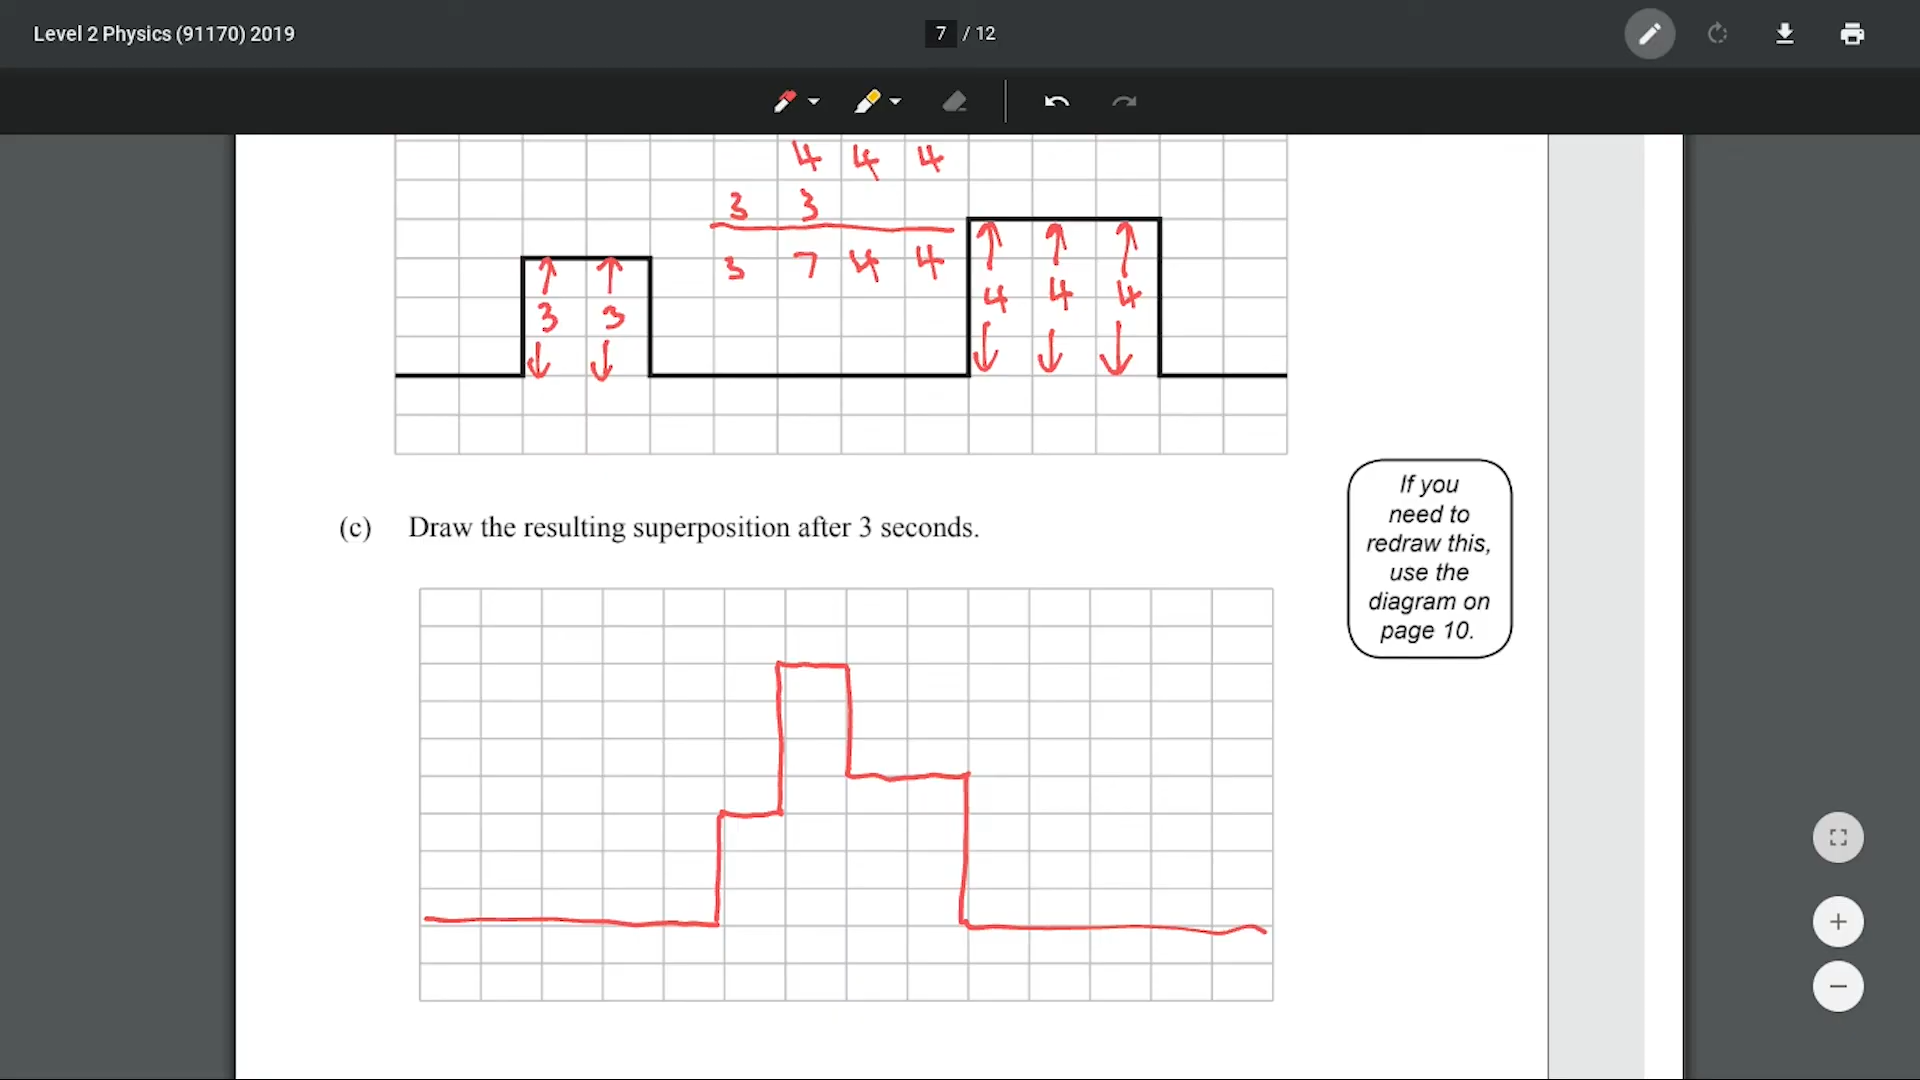 Level 2 Physics (91170) 2019
7 / 12
4 4 4
3 3
3 7 4 4
3 3
4 4 4
(c) Draw the resulting superposition after 3 seconds.
If you
need to
redraw this,
use the
diagram on
page 10.